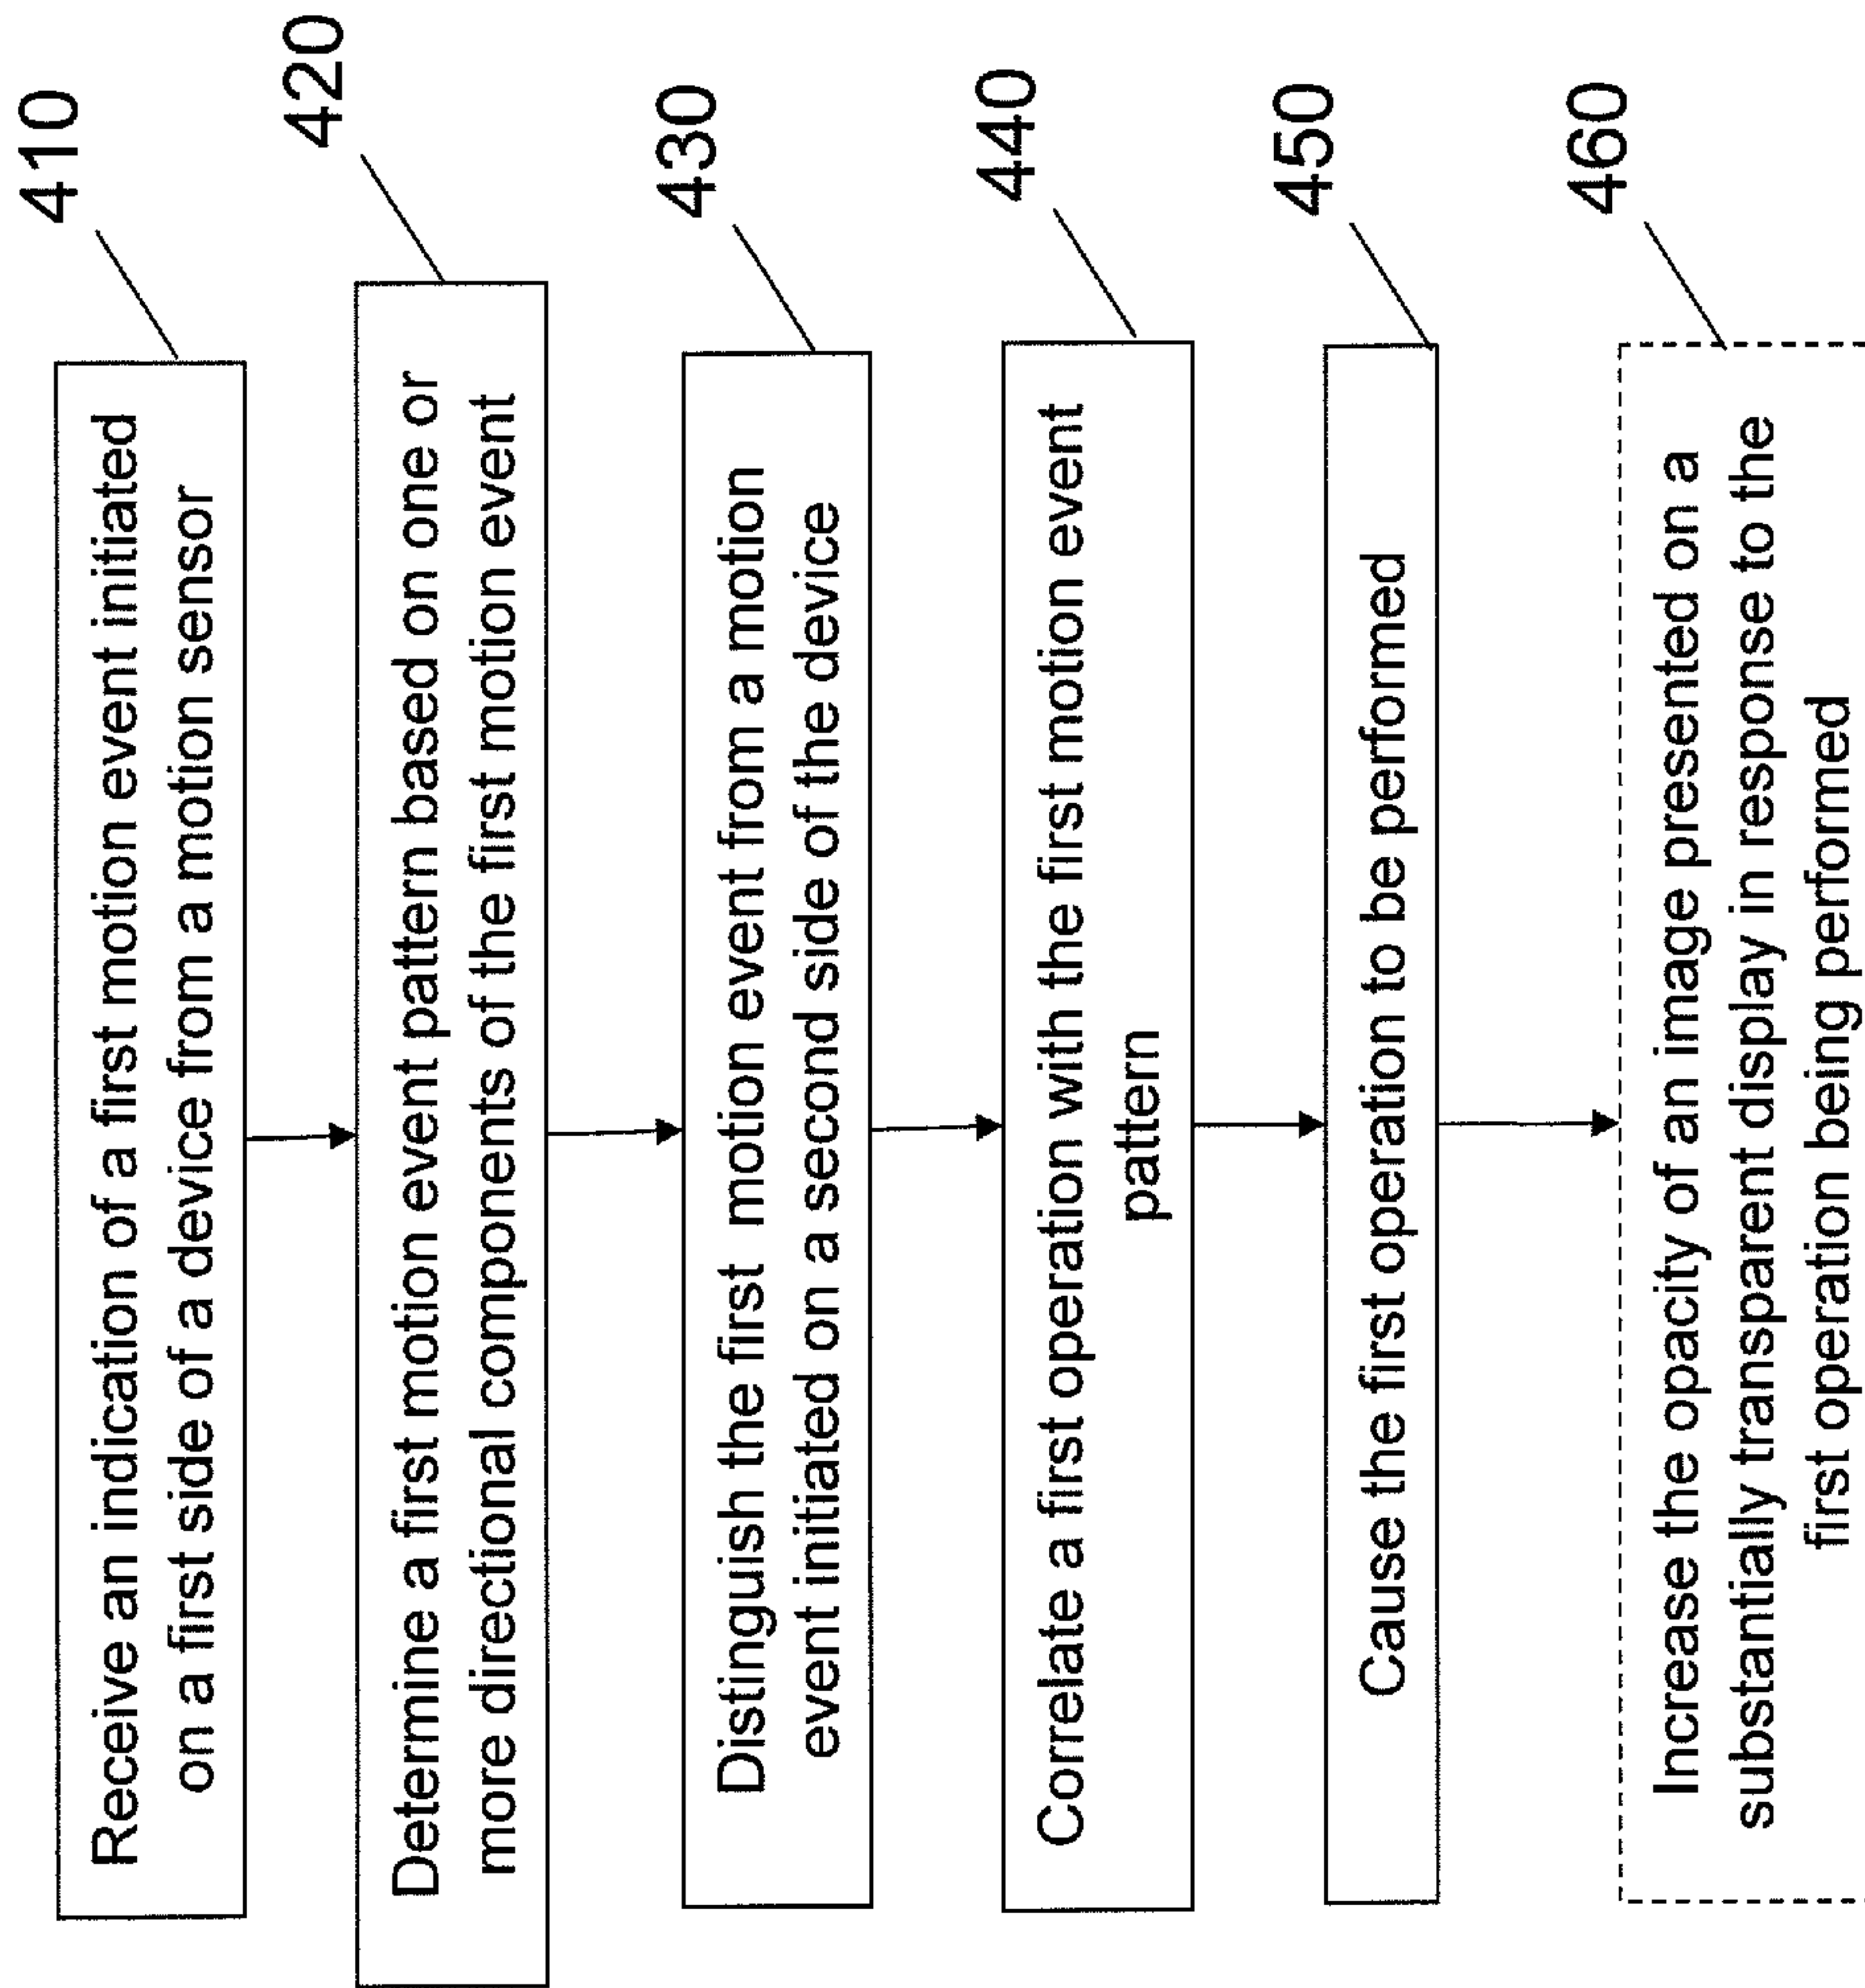 410
Receive an indication of a first motion event initiated
on a first side of a device from a motion sensor
420
Determine a first motion event pattern based on one or
more directional components of the first motion event
430
Distinguish the first motion event from a motion
event initiated on a second side of the device
440
Correlate a first operation with the first motion event
pattern
450
Cause the first operation to be performed
460
Increase the opacity of an image presented on a
substantially transparent display in response to the
first operation being performed